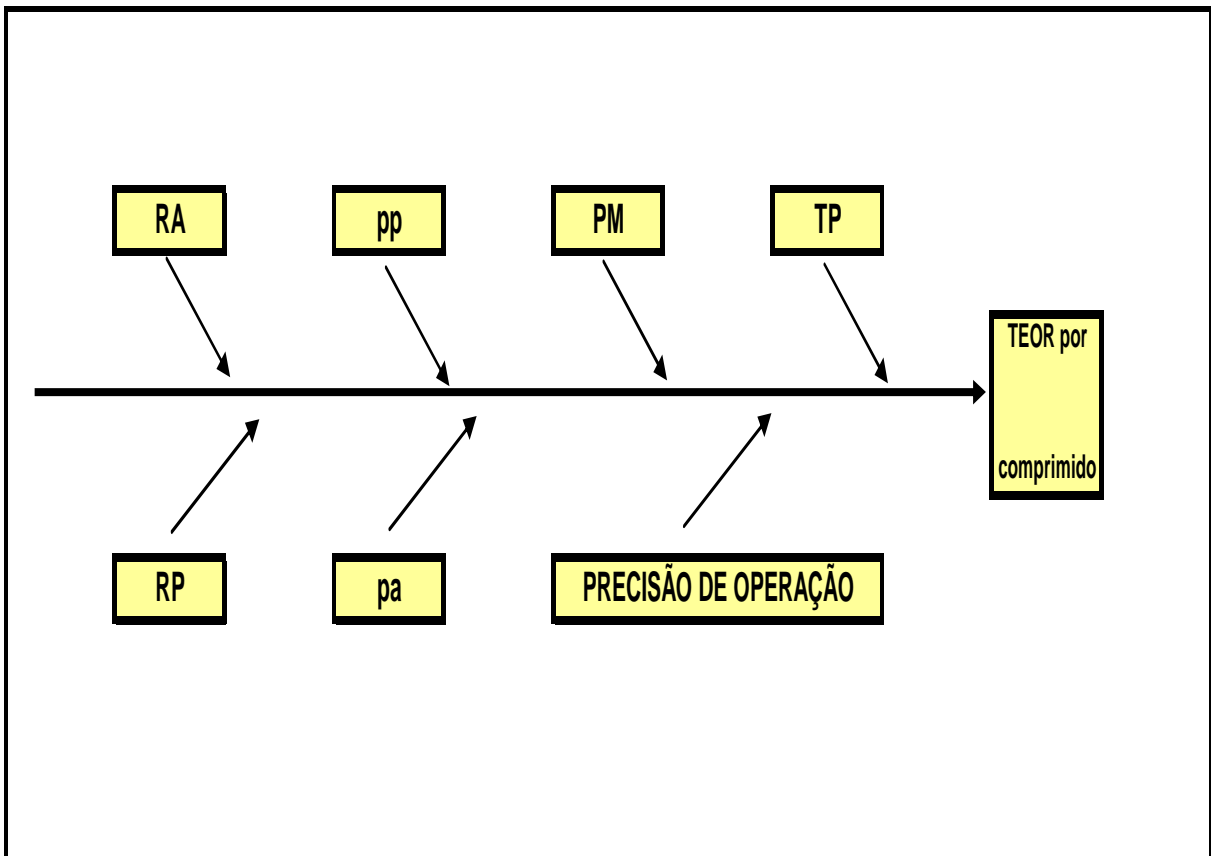 RA
pp
PM
TP
TEOR por
comprimido
RP
pa
PRECISÃO DE OPERAÇÃO